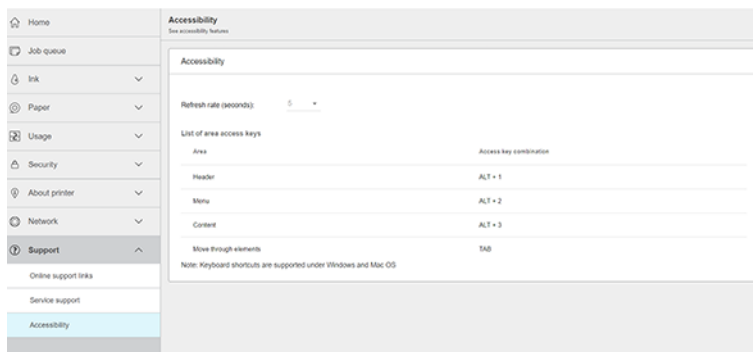 Home
Job queue
Ink
Paper
Usage
Security
About printer
Network
Support
Online support links
Service support
Accessibility
Accessibility
See accessibility features
Accessibility
Refresh rate (seconds): 5
List of area access keys
Area Access key combination
Header ALT + 1
Menu ALT + 2
Content ALT + 3
Move through elements TAB
Note: Keyboard shortcuts are supported under Windows and Mac OS